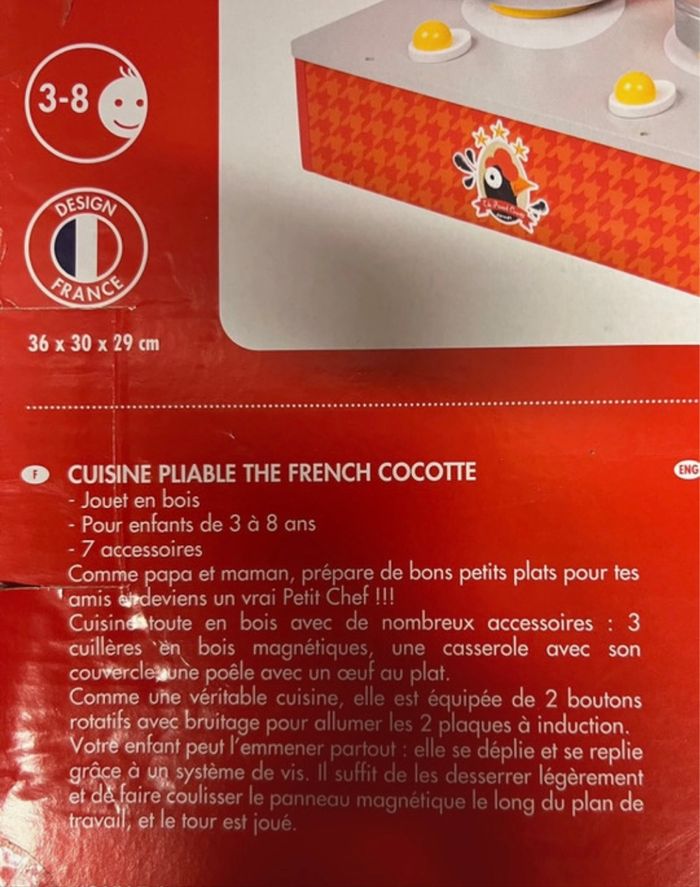 3-8
DESIGN
FRANCE
36 x 30 x 29 cm
F
CUISINE PLIABLE THE FRENCH COCOTTE
ENG
- Jouet en bois
- Pour enfants de 3 à 8 ans
- 7 accessoires
Comme papa et maman, prépare de bons petits plats pour tes
amis et deviens un vrai Petit Chef !!!
Cuisine toute en bois avec de nombreux accessoires : 3
cuillères en bois magnétiques, une casserole avec son
couvercle, une poêle avec un œuf au plat.
Comme une véritable cuisine, elle est équipée de 2 boutons
rotatifs avec bruitage pour allumer les 2 plaques à induction.
Votre enfant peut l'emmener partout : elle se déplie et se replie
grâce à un système de vis. Il suffit de les desserrer légèrement
et de faire coulisser le panneau magnétique le long du plan de
travail, et le tour est joué.